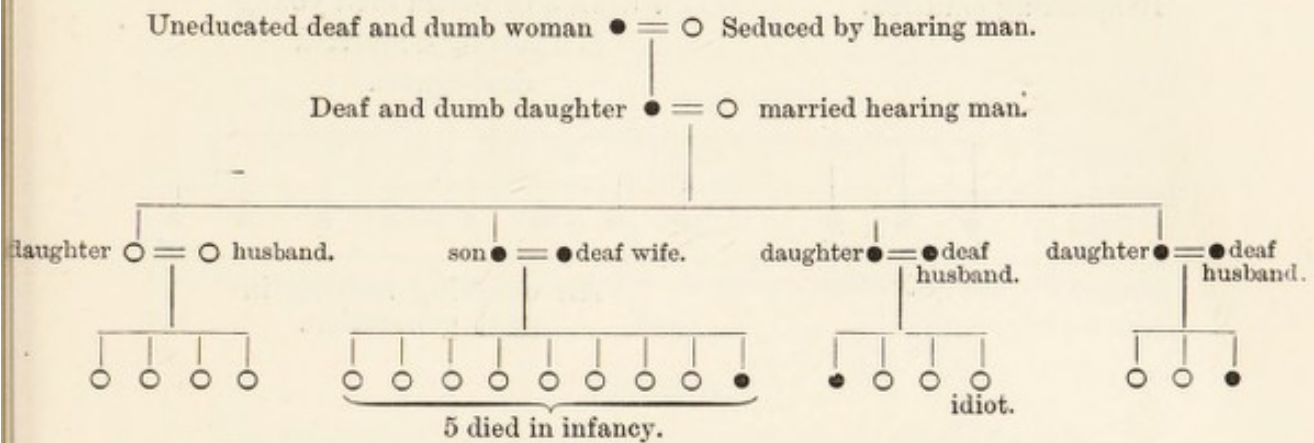 Uneducated deaf and dumb woman Seduced by hearing man.
Deaf and dumb daughter married hearing man.
daughter husband. son deaf wife. daughter deaf daughter deaf
husband. husband.
idiot.
5 died in infancy.